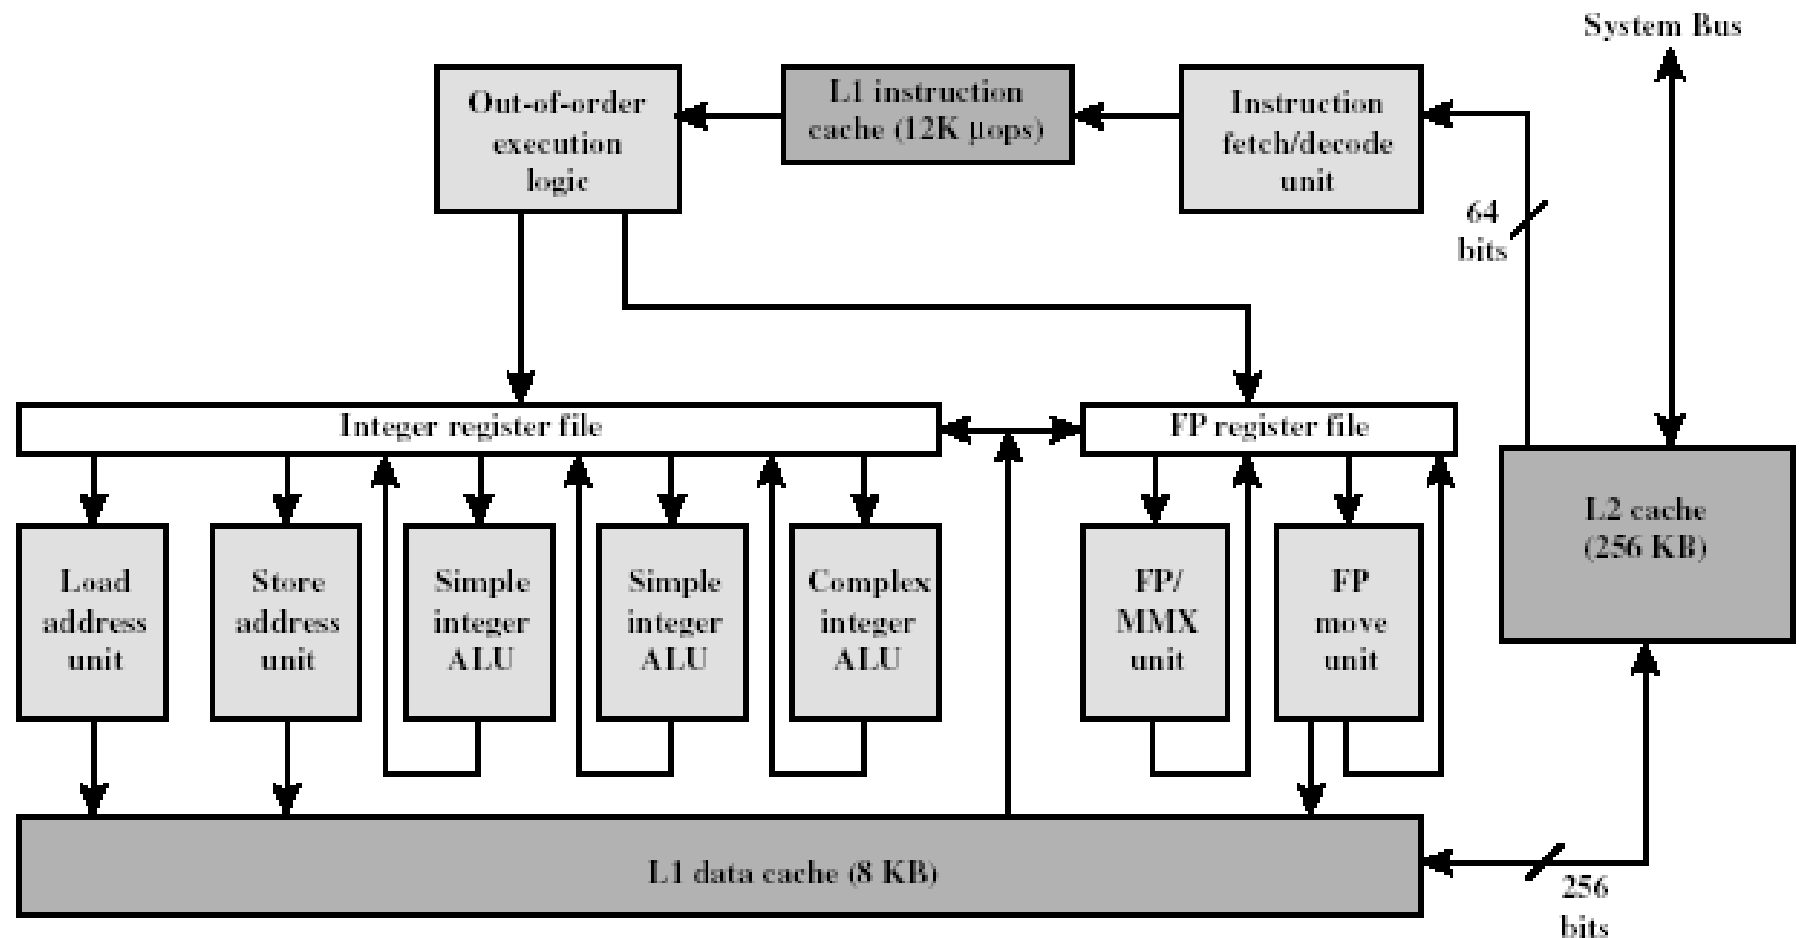 System Bus
Out-of-order
execution
logic
L1 instruction
cache (12K µops)
Instruction
fetch/decode
unit
64
bits
Integer register file
FP register file
L2 cache
(256 KB)
Load
address
unit
Store
address
unit
Simple
integer
ALU
Simple
integer
ALU
Complex
integer
ALU
FP/
MMX
unit
FP
move
unit
L1 data cache (8 KB)
256
bits